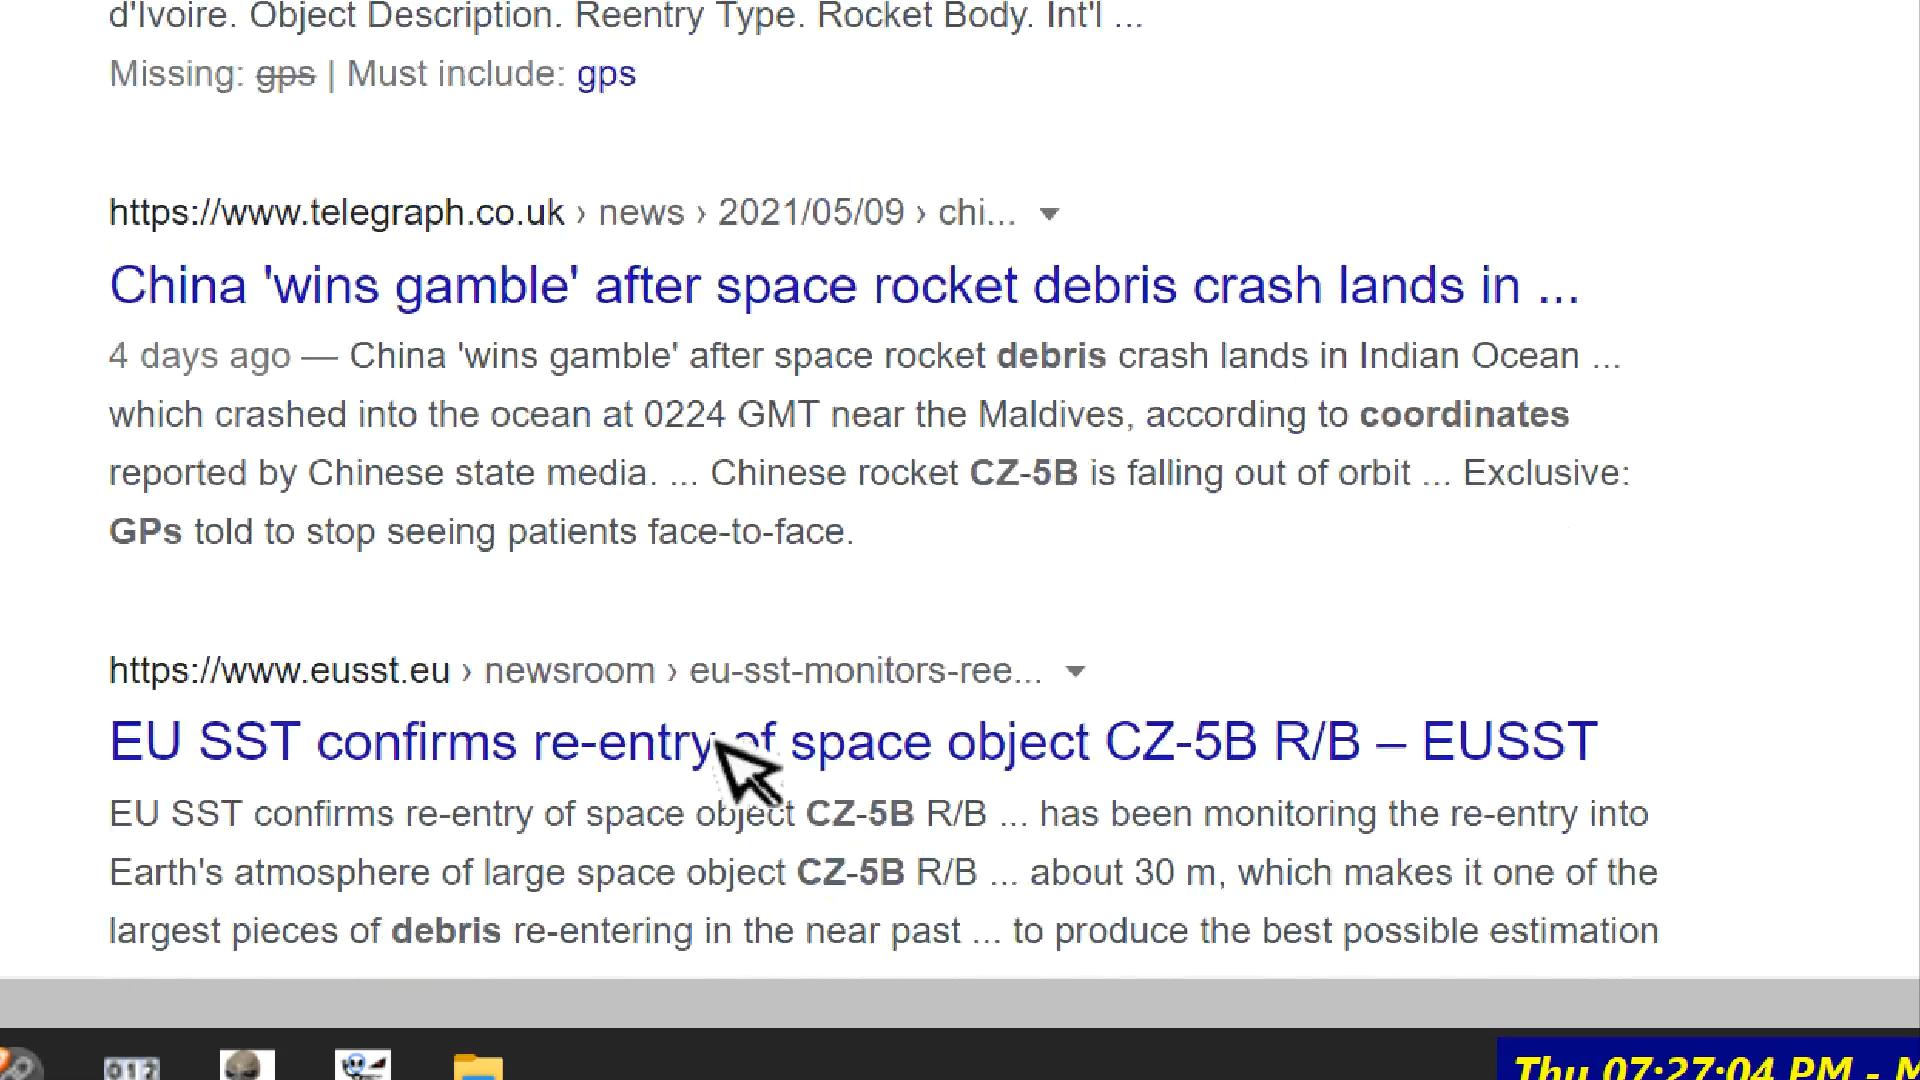 d'Ivoire. Object Description. Reentry Type. Rocket Body. Int'l ...
Missing: gps | Must include: gps
https://www.telegraph.co.uk › news › 2021/05/09 › chi...
China 'wins gamble' after space rocket debris crash lands in ...
4 days ago — China 'wins gamble' after space rocket debris crash lands in Indian Ocean ...
which crashed into the ocean at 0224 GMT near the Maldives, according to coordinates
reported by Chinese state media. ... Chinese rocket CZ-5B is falling out of orbit ... Exclusive:
GPs told to stop seeing patients face-to-face.
https://www.eusst.eu › newsroom › eu-sst-monitors-ree...
EU SST confirms re-entry of space object CZ-5B R/B – EUSST
EU SST confirms re-entry of space object CZ-5B R/B ... has been monitoring the re-entry into
Earth's atmosphere of large space object CZ-5B R/B ... about 30 m, which makes it one of the
largest pieces of debris re-entering in the near past ... to produce the best possible estimation
Thu 07:27:04 PM -